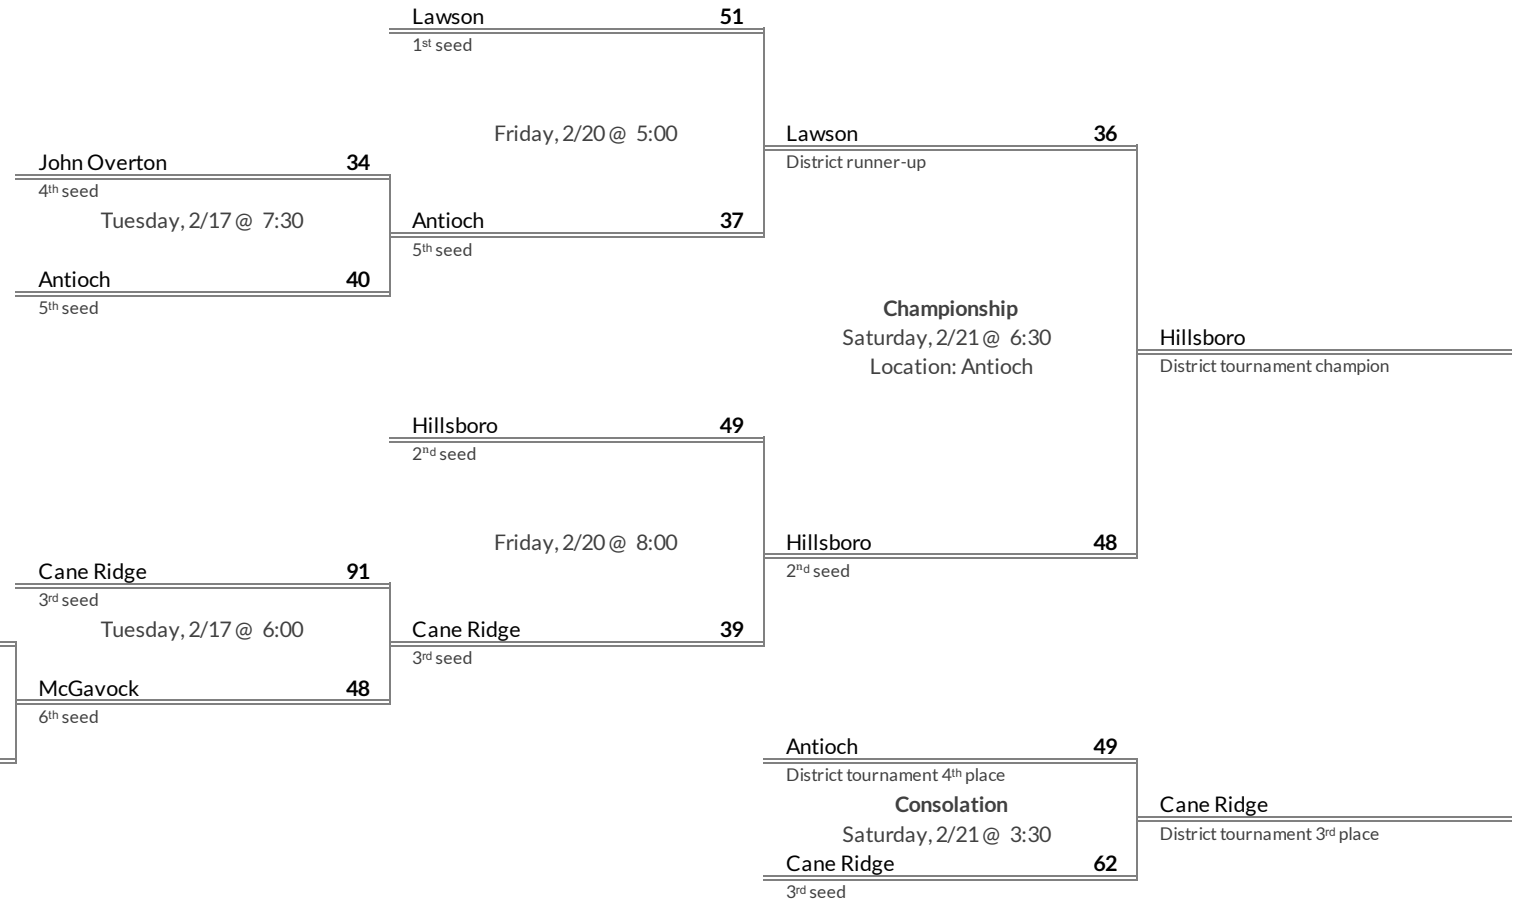 Lawson 51
1st seed
Friday, 2/20 @ 5:00
Lawson 36
District runner-up
John Overton 34
4th seed
Tuesday, 2/17 @ 7:30
Antioch 37
5th seed
Antioch 40
5th seed
Championship
Saturday, 2/21 @ 6:30
Location: Antioch
Hillsboro
District tournament champion
Hillsboro 49
2nd seed
Friday, 2/20 @ 8:00
Hillsboro 48
2nd seed
Cane Ridge 91
3rd seed
Tuesday, 2/17 @ 6:00
Cane Ridge 39
3rd seed
McGavock 48
6th seed
Antioch 49
District tournament 4th place
Consolation
Saturday, 2/21 @ 3:30
Cane Ridge 62
3rd seed
Cane Ridge
District tournament 3rd place